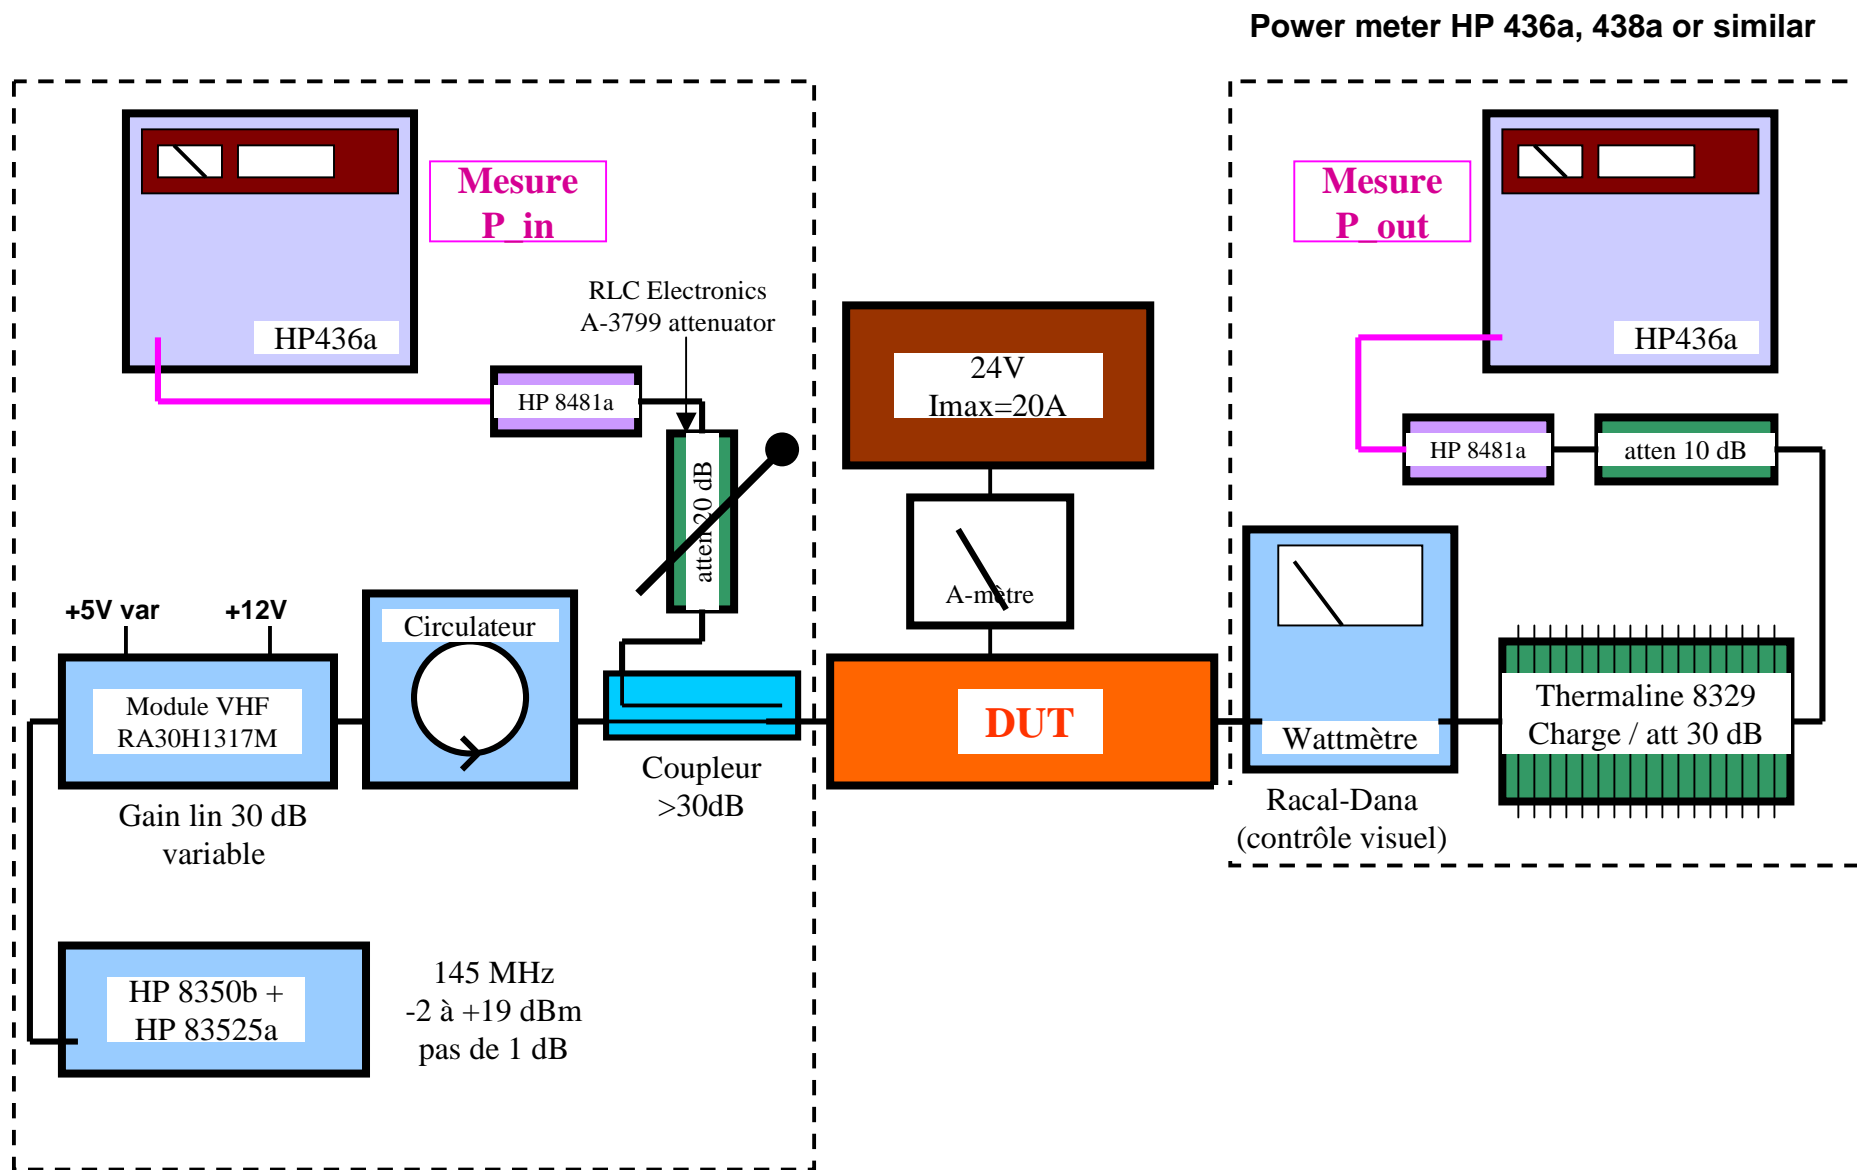 Power meter HP 436a, 438a or similar
Mesure
P_in
HP436a
RLC Electronics
A-3799 attenuator
HP 8481a
atten 20 dB
+5V var
+12V
Circulateur
Module VHF
RA30H1317M
Gain lin 30 dB
variable
Coupleur
>30dB
HP 8350b +
HP 83525a
145 MHz
-2 à +19 dBm
pas de 1 dB
24V
Imax=20A
A-mètre
DUT
Mesure
P_out
HP436a
HP 8481a
atten 10 dB
Wattmètre
Racal-Dana
(contrôle visuel)
Thermaline 8329
Charge / att 30 dB